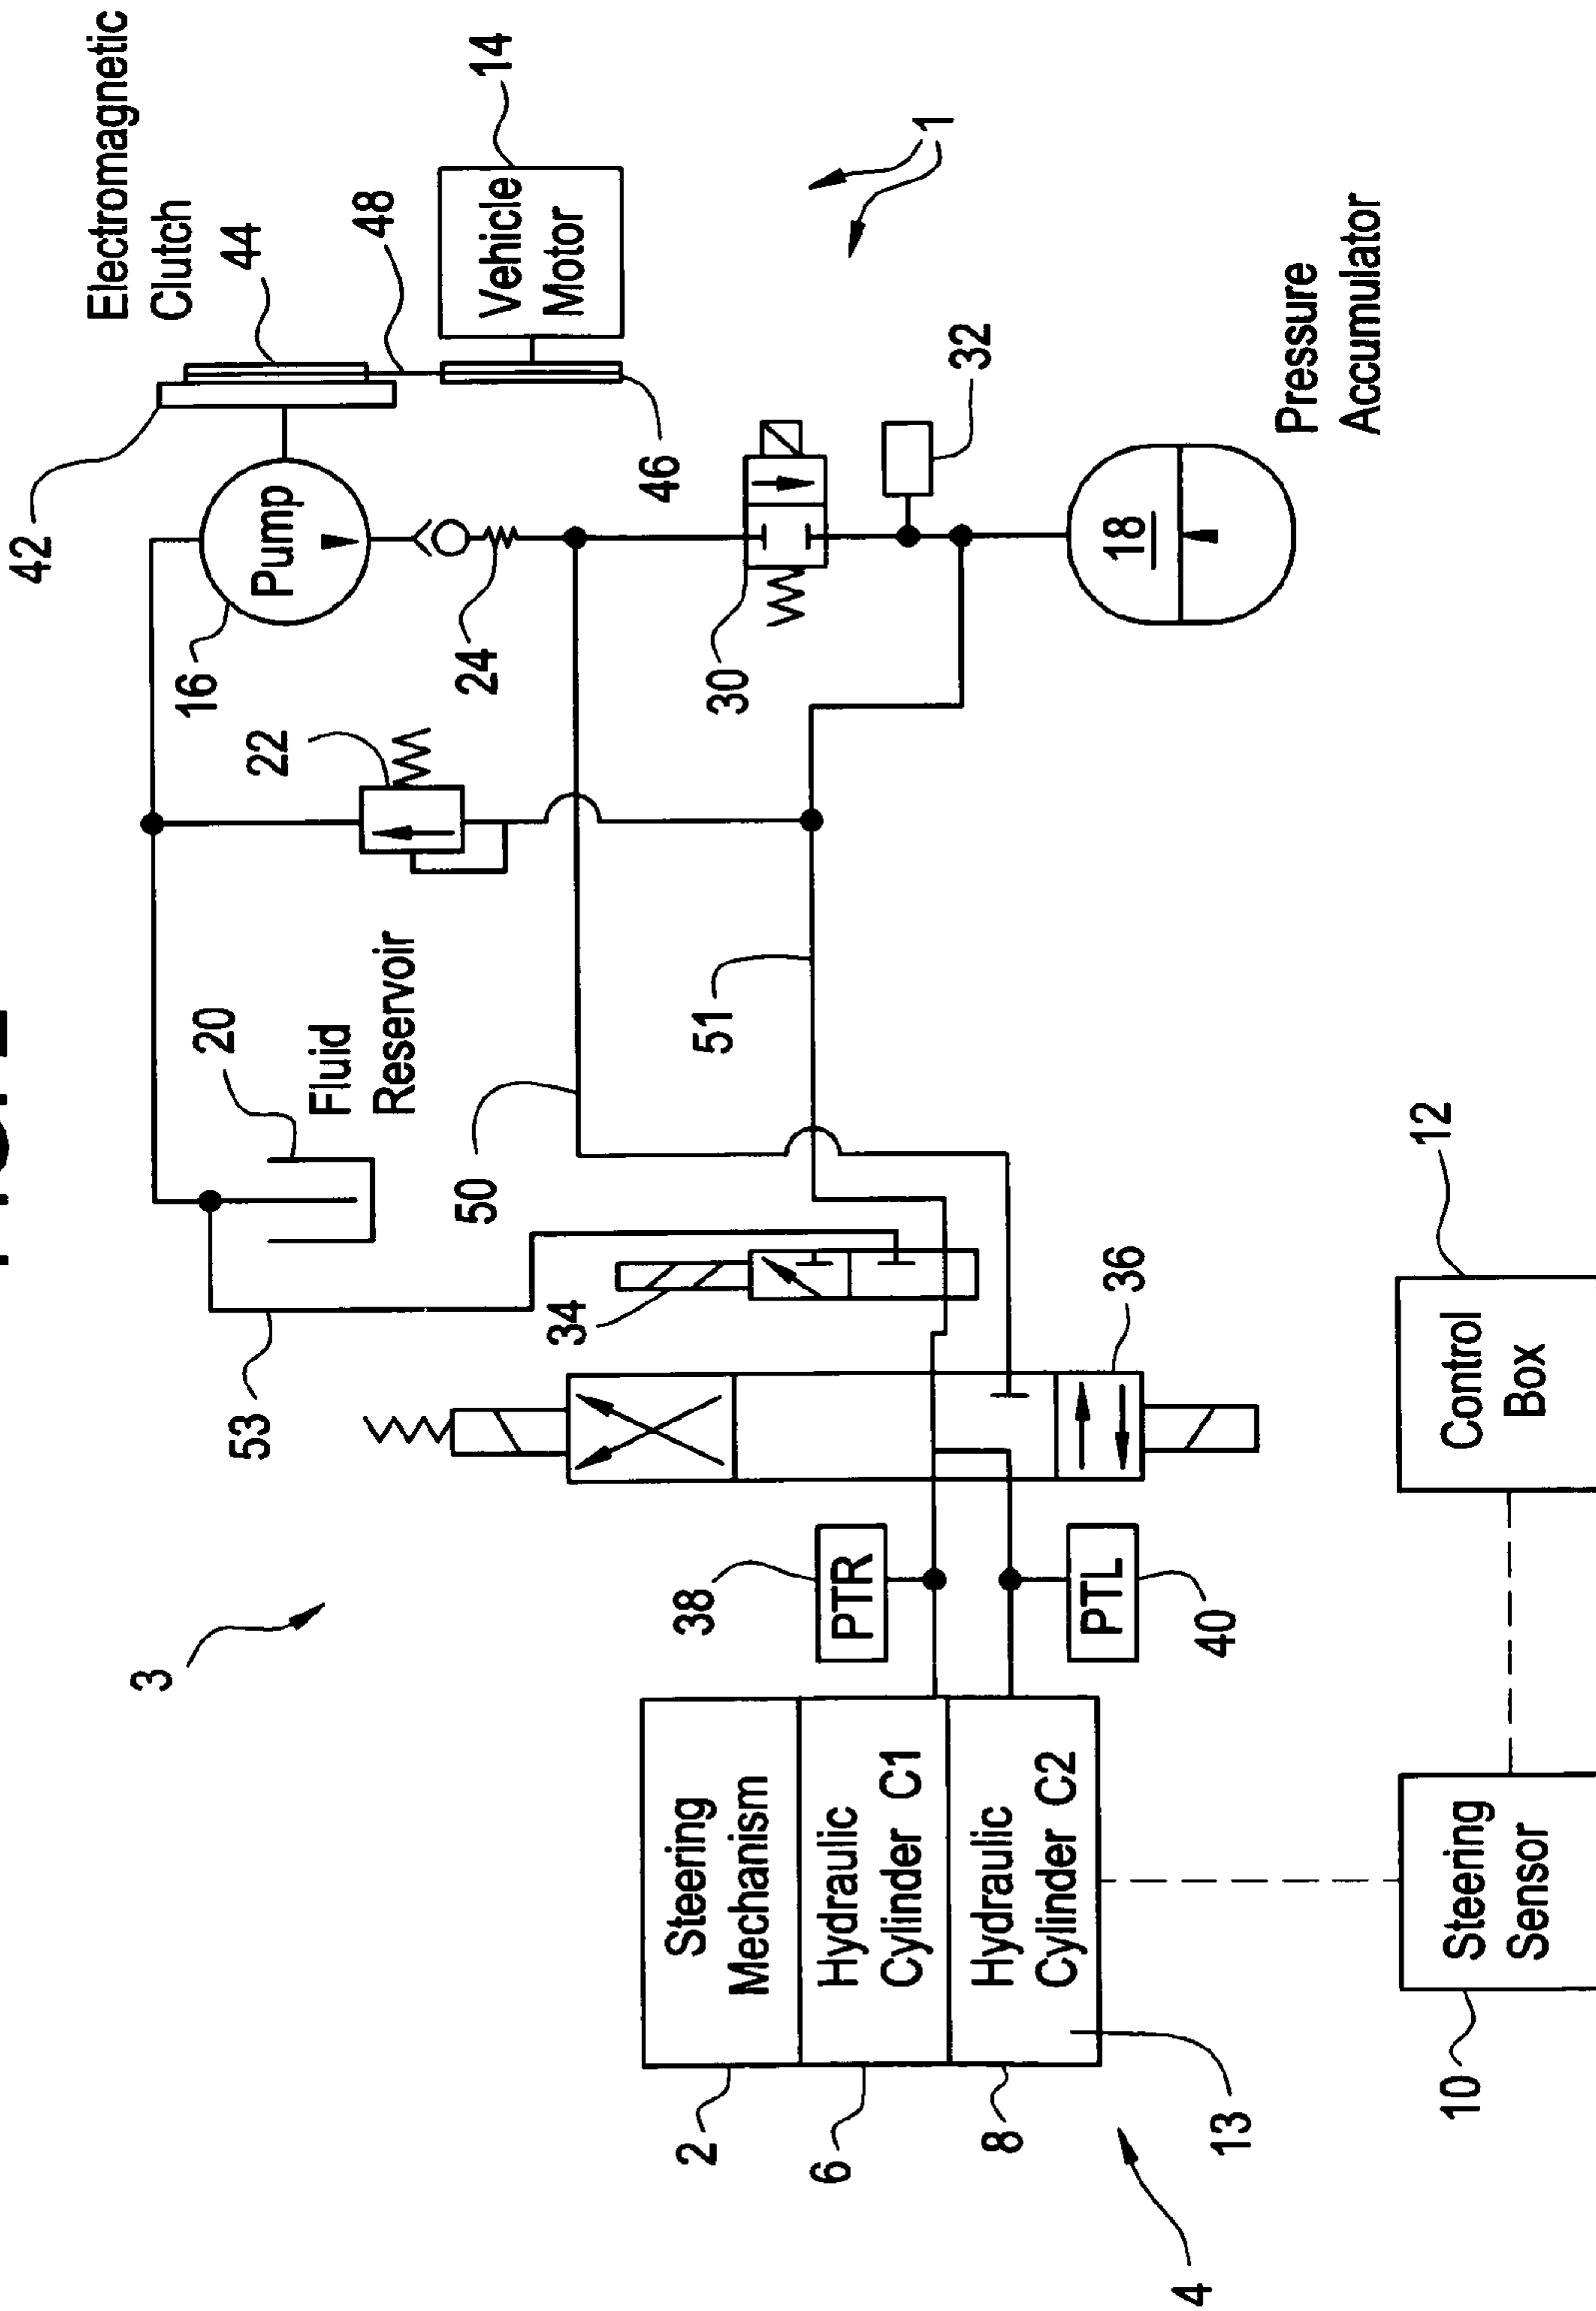 Electromagnetic
Clutch
42
44
48
14
Vehicle
Motor
1
Pump
16
46
24
22
30
32
18
Pressure
Accumulator
20
Fluid
Reservoir
50
51
53
34
36
3
38
PTR
PTL
40
12
Control
Box
Steering
Mechanism
Hydraulic
Cylinder C1
Hydraulic
Cylinder C2
2
6
8
13
4
10
Steering
Sensor